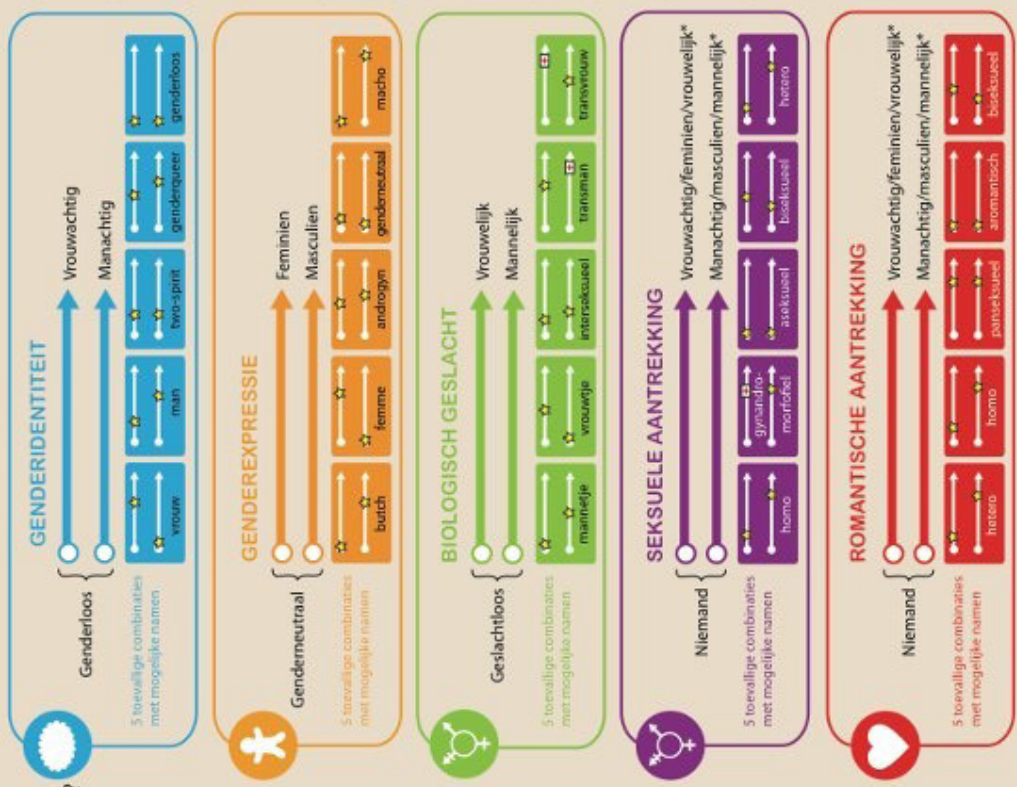 GENDERIDENTITEIT
Genderloos
Vrouwachtig
Manachtig
5 toevallige combinaties
met mogelijke namen
vrouw
man
two-spirit
genderqueer
genderloos
GENDEREXPRESSIE
Genderneutraal
Feminien
Masculien
5 toevallige combinaties
met mogelijke namen
butch
femme
androgyn
genderneutraal
macho
BIOLOGISCH GESLACHT
Geslachtloos
Vrouwelijk
Mannelijk
5 toevallige combinaties
met mogelijke namen
mannetje
vrouwtje
interseksueel
transman
transvrouw
SEKSUELE AANTREKKING
Niemand
Vrouwachtig/feminien/vrouwelijk*
Manachtig/masculien/mannelijk*
5 toevallige combinaties
met mogelijke namen
homo
gynandro-
morfofiel
aseksueel
biseksueel
hetero
ROMANTISCHE AANTREKKING
Niemand
Vrouwachtig/feminien/vrouwelijk*
Manachtig/masculien/mannelijk*
5 toevallige combinaties
met mogelijke namen
hetero
homo
panseksueel
aromantisch
biseksueel